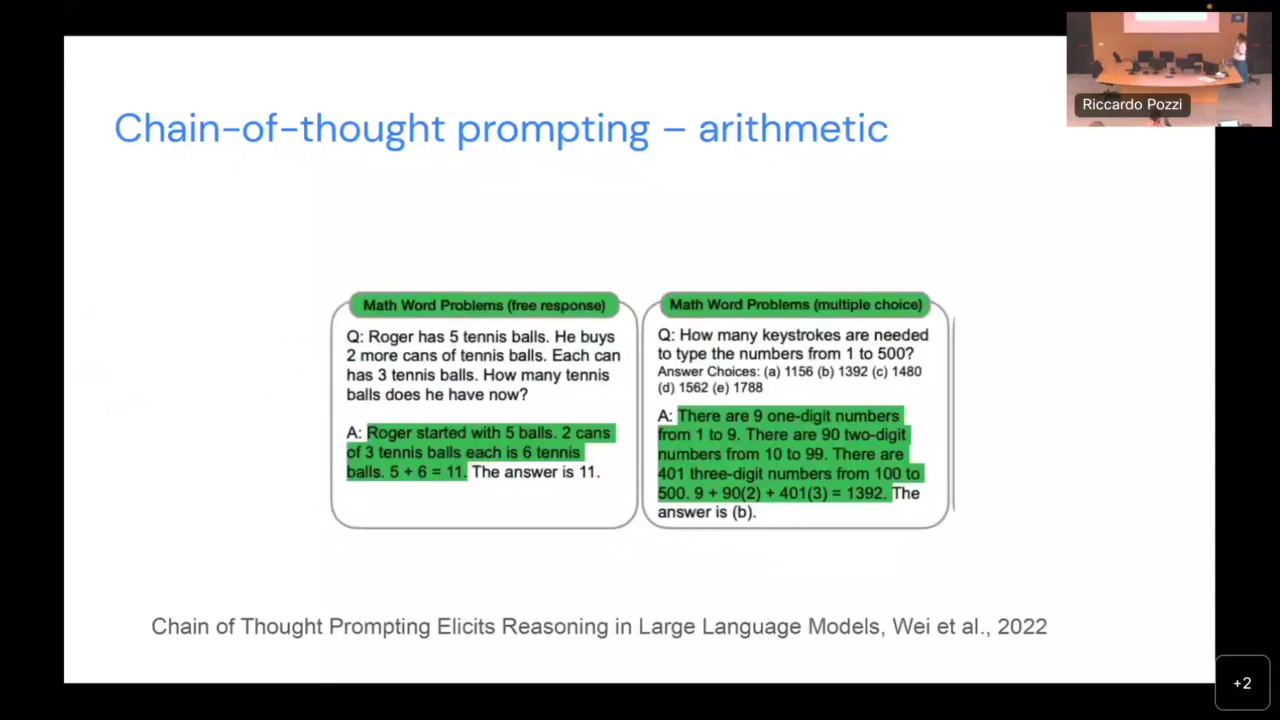 Chain-of-thought prompting – arithmetic
Riccardo Pozzi
Math Word Problems (free response)
Q: Roger has 5 tennis balls. He buys
2 more cans of tennis balls. Each can
has 3 tennis balls. How many tennis
balls does he have now?
A: Roger started with 5 balls. 2 cans
of 3 tennis balls each is 6 tennis
balls. 5 + 6 = 11. The answer is 11.
Math Word Problems (multiple choice)
Q: How many keystrokes are needed
to type the numbers from 1 to 500?
Answer Choices: (a) 1156 (b) 1392 (c) 1480
(d) 1562 (e) 1788
A: There are 9 one-digit numbers
from 1 to 9. There are 90 two-digit
numbers from 10 to 99. There are
401 three-digit numbers from 100 to
500. 9 + 90(2) + 401(3) = 1392. The
answer is (b).
Chain of Thought Prompting Elicits Reasoning in Large Language Models, Wei et al., 2022
+2